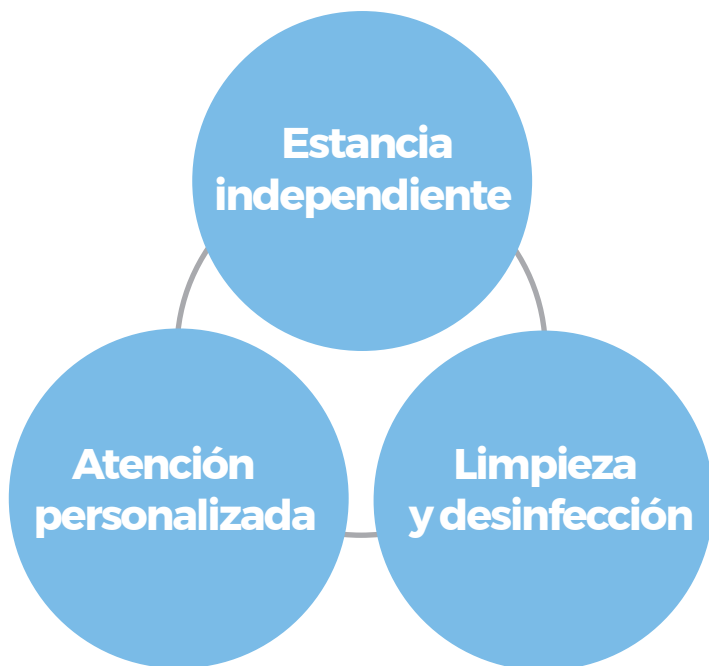 Estancia
independiente
Atención
personalizada
Limpieza
y desinfección